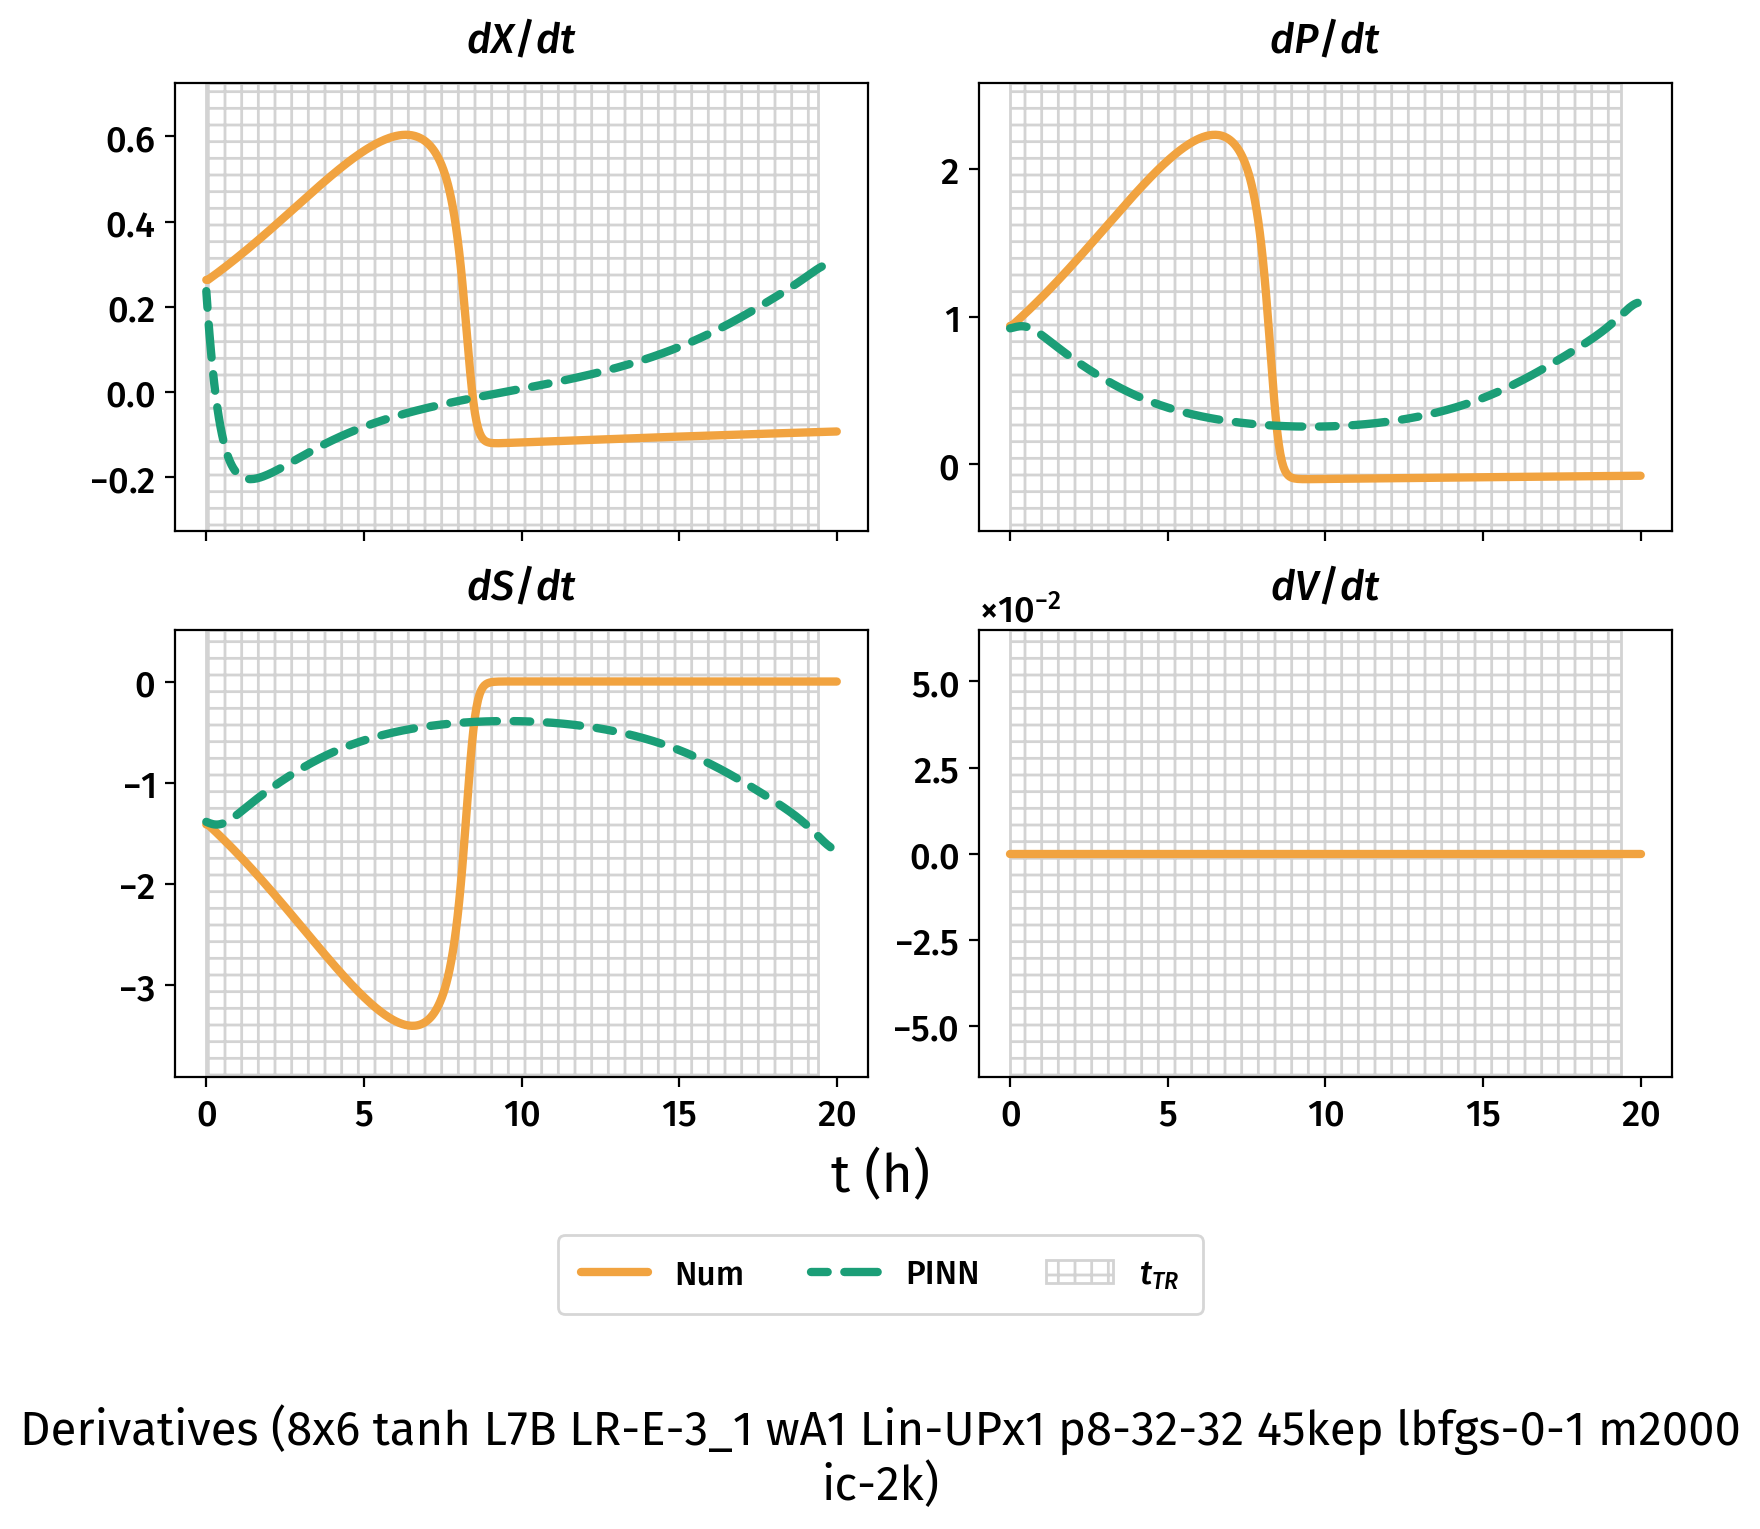 dX/dt
dP/dt
0.6
0.4
0.2
0.0
−0.2
2
1
0
dS/dt
dV/dt
×10⁻²
0
−1
−2
−3
5.0
2.5
0.0
−2.5
−5.0
0 5 10 15 20
0 5 10 15 20
t (h)
Num PINN t_TR
Derivatives (8x6 tanh L7B LR-E-3_1 wA1 Lin-UPx1 p8-32-32 45kep lbfgs-0-1 m2000
ic-2k)